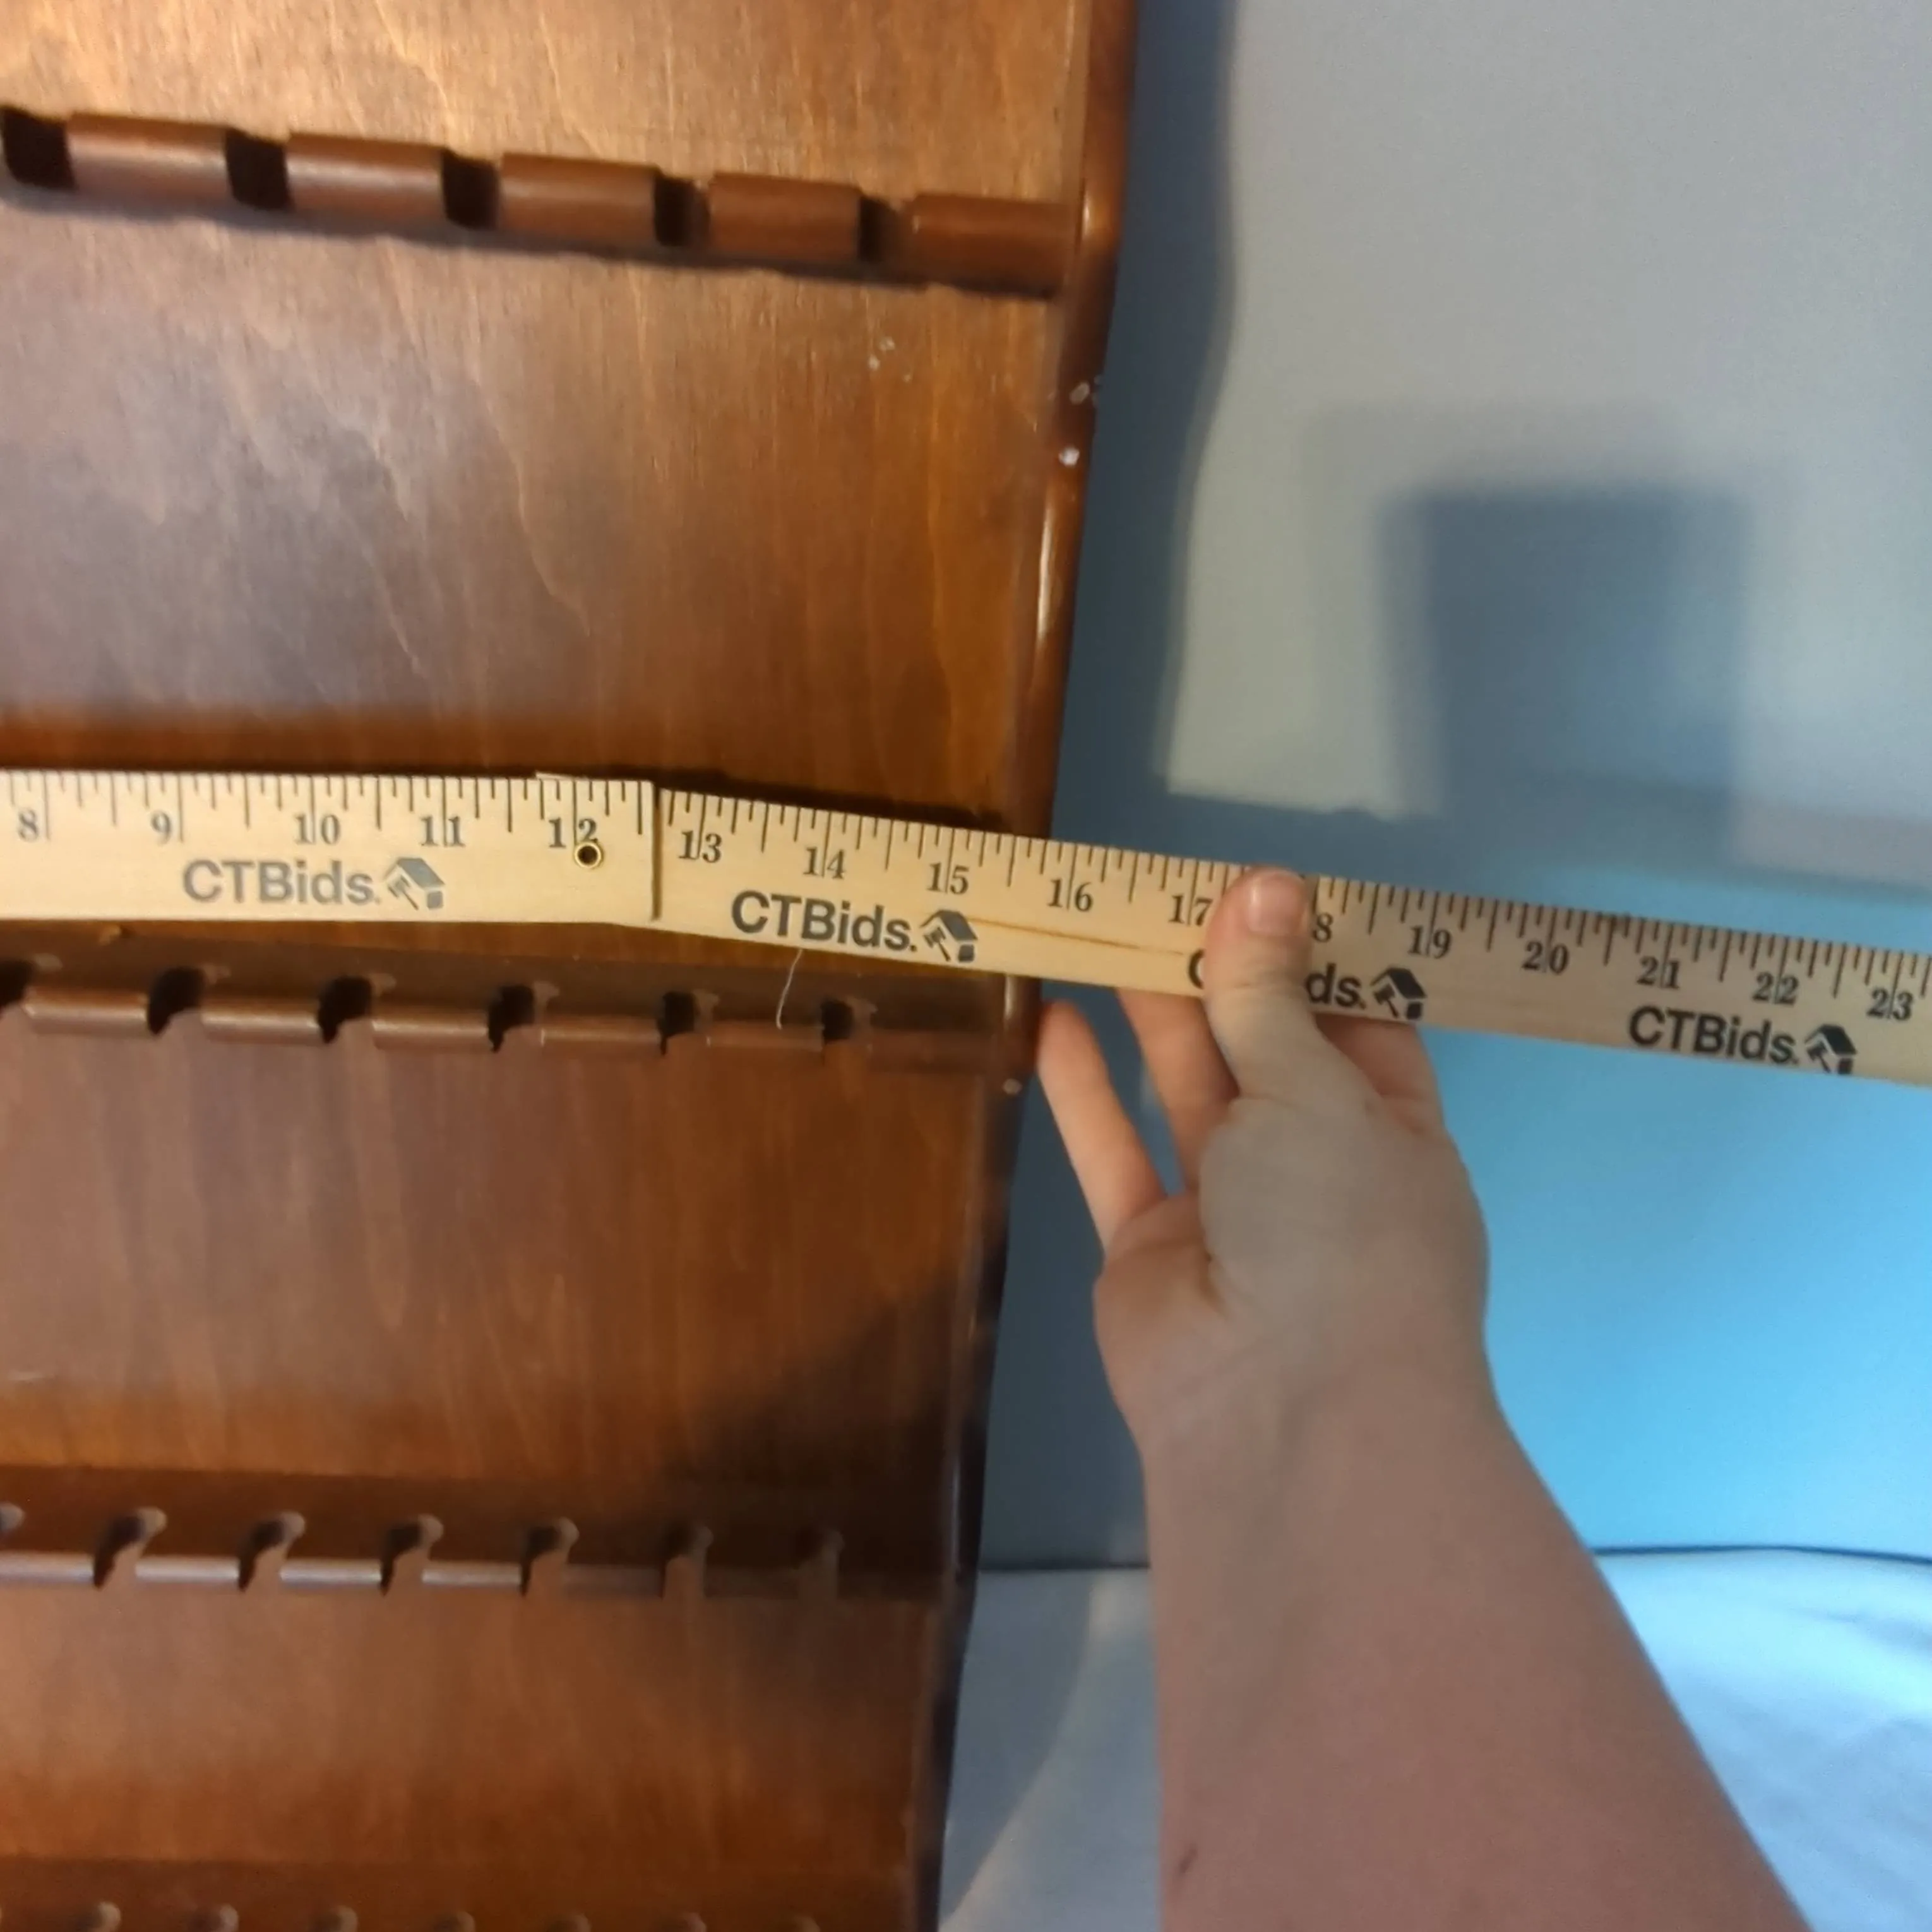 8 9 10 11 12 13 14 15 16 17 8 19 20 21 22 23
CTBids. CTBids. ds. CTBids.